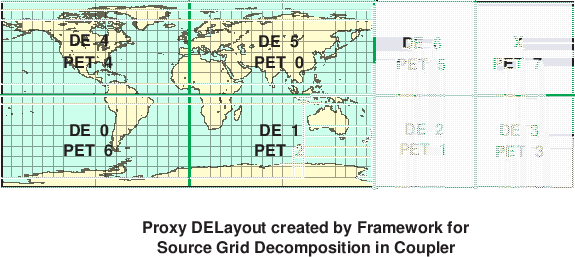 DE 4
DE 5
DE 6
X
PET 4
PET 0
PET 5
PET 7
DE 0
DE 1
DE 2
DE 3
PET 6
PET 2
PET 1
PET 3
Proxy DELayout created by Framework for
Source Grid Decomposition in Coupler